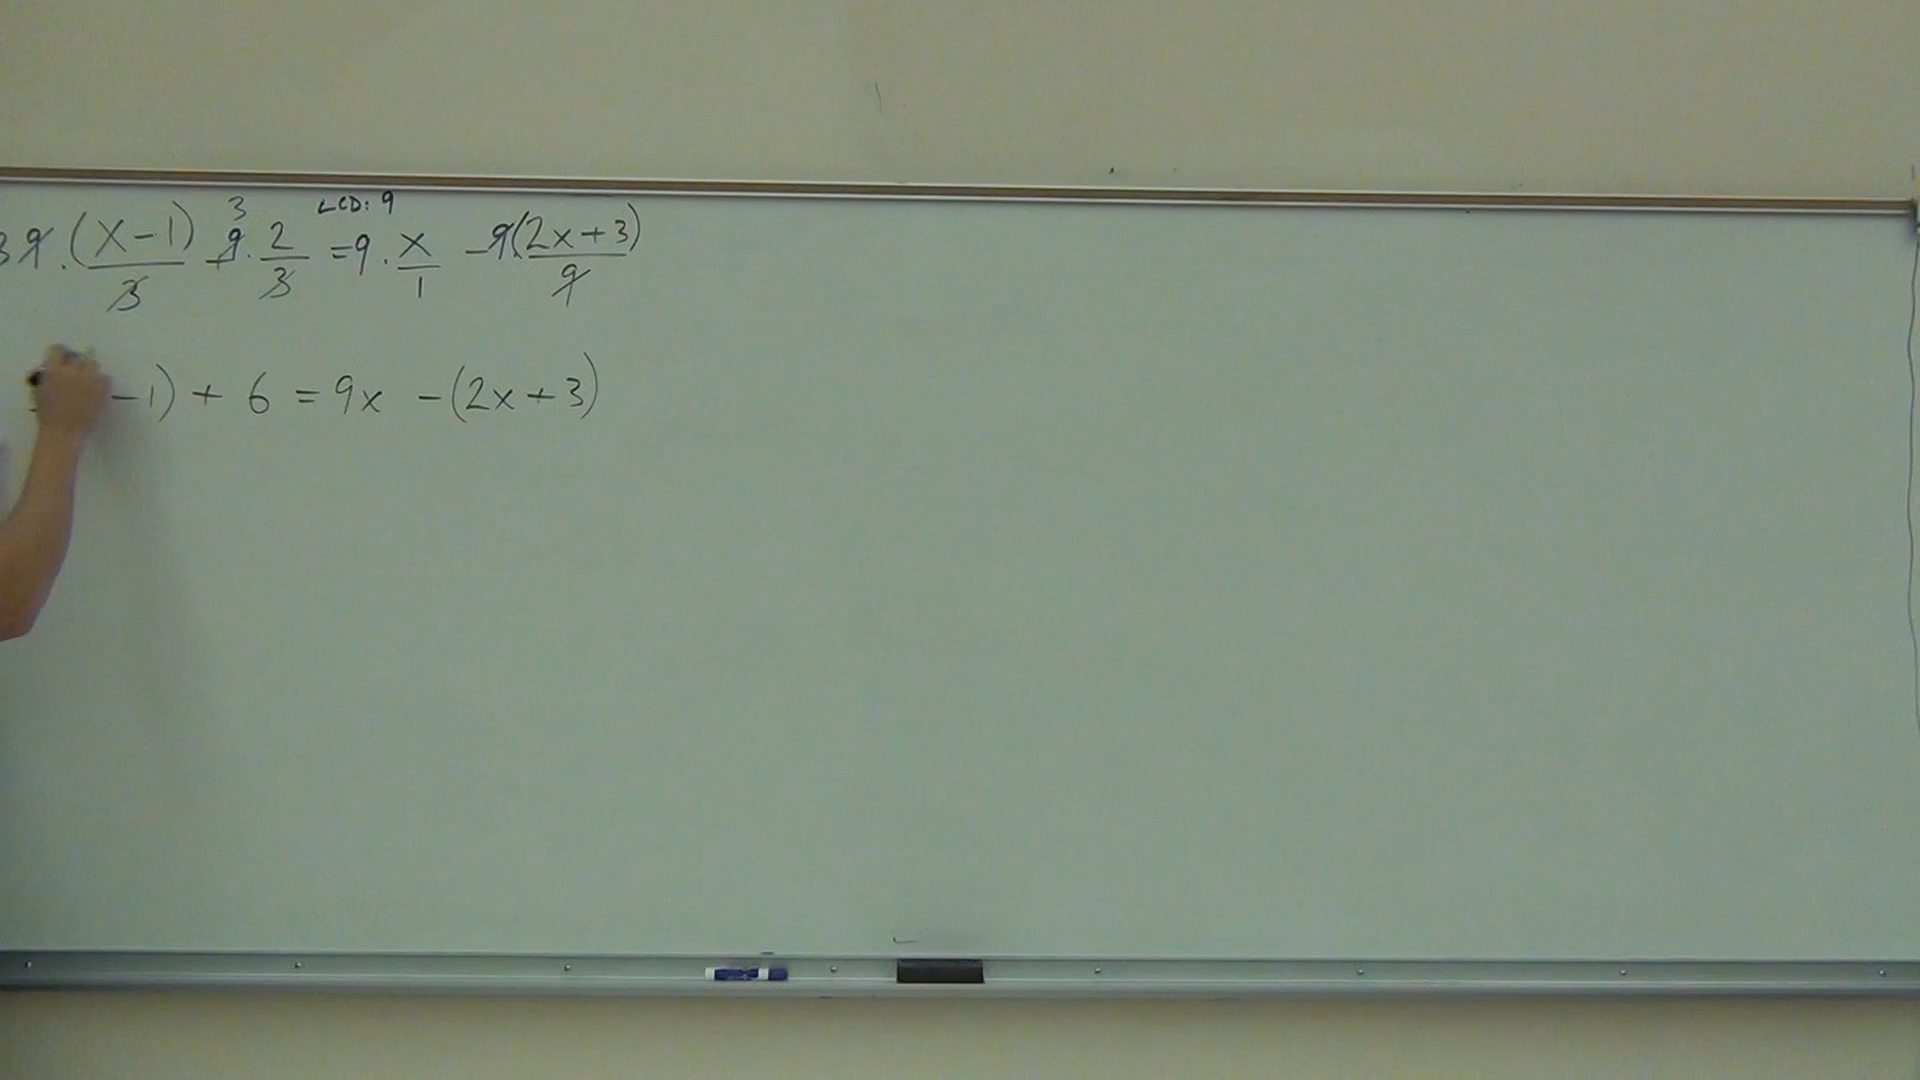 3 LCD: 9
3 9 · (x-1)/3 + 9 · 2/3 = 9 · x/1 - 9(2x+3)/9
-1) + 6 = 9x - (2x+3)